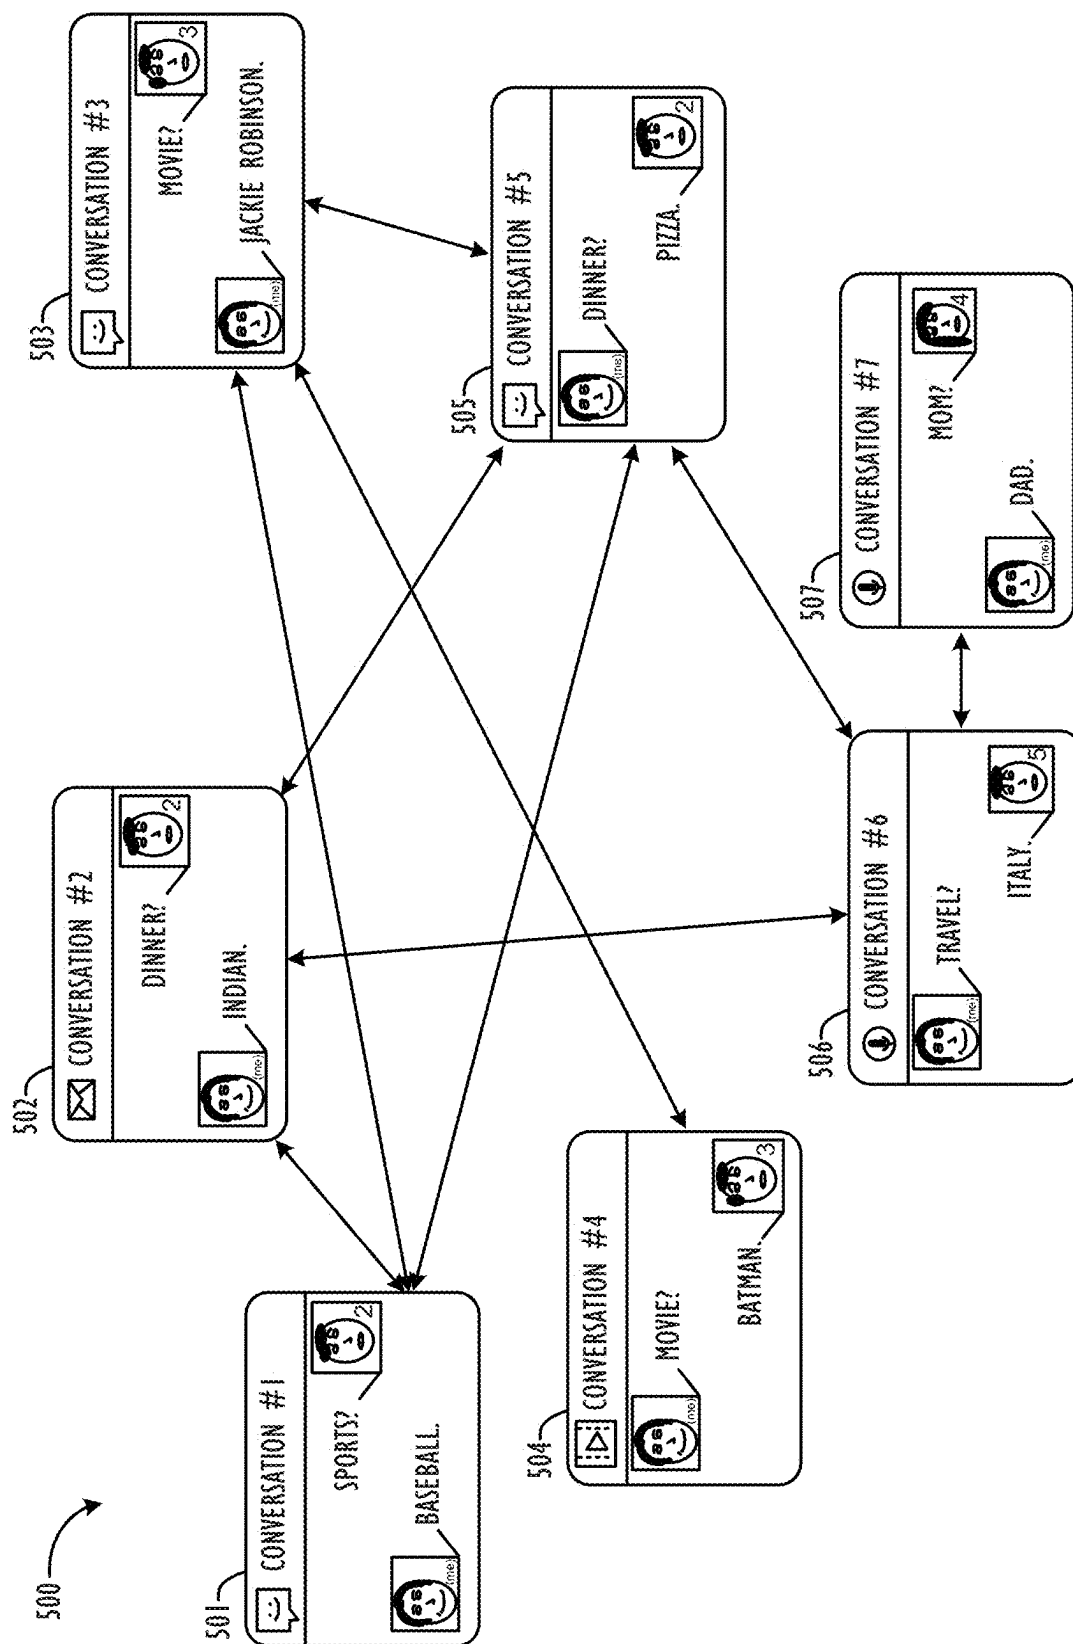 500
501
CONVERSATION #1
SPORTS?
2
BASEBALL.
(me)
502
CONVERSATION #2
DINNER?
2
INDIAN.
(me)
503
CONVERSATION #3
MOVIE?
3
JACKIE ROBINSON.
(me)
504
CONVERSATION #4
MOVIE?
(me)
BATMAN.
3
505
CONVERSATION #5
DINNER?
(me)
PIZZA.
2
506
CONVERSATION #6
TRAVEL?
(me)
ITALY.
5
507
CONVERSATION #7
MOM?
4
DAD.
(me)